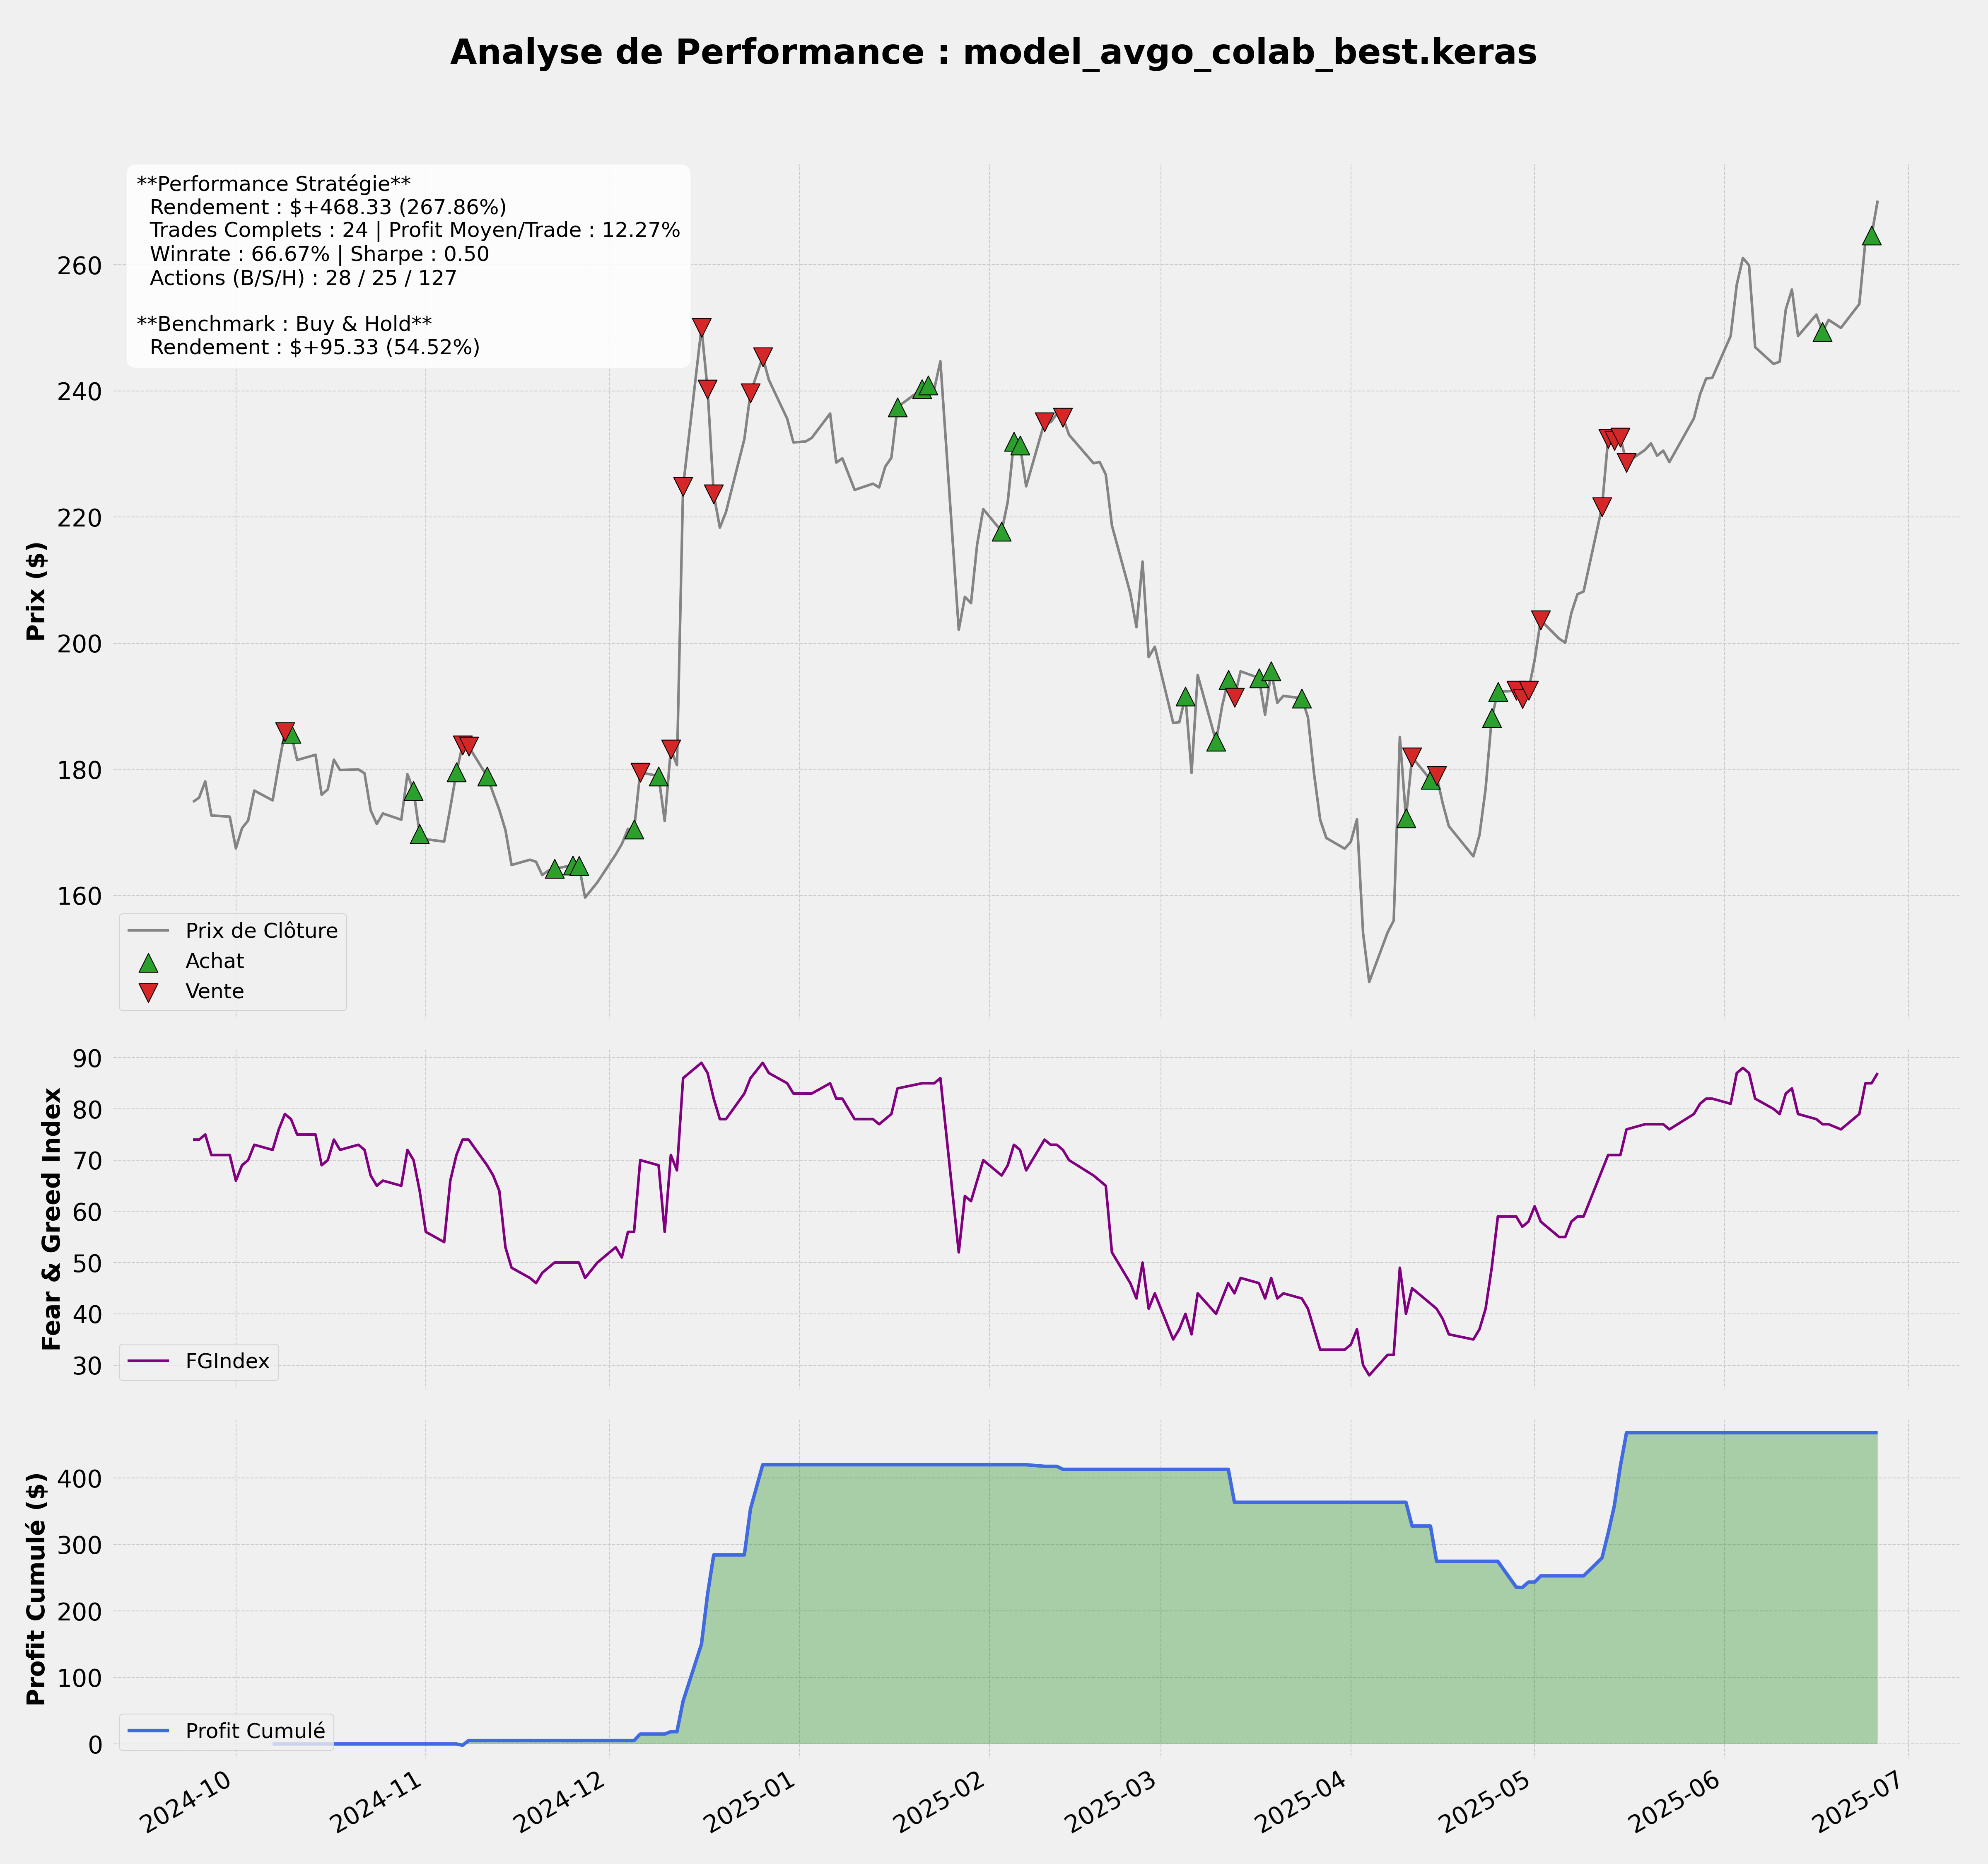 Analyse de Performance : model_avgo_colab_best.keras
**Performance Stratégie**
Rendement : $+468.33 (267.86%)
Trades Complets : 24 | Profit Moyen/Trade : 12.27%
Winrate : 66.67% | Sharpe : 0.50
Actions (B/S/H) : 28 / 25 / 127
**Benchmark : Buy & Hold**
Rendement : $+95.33 (54.52%)
Prix ($)
260
240
220
200
180
160
Prix de Clôture
Achat
Vente
Fear & Greed Index
90
80
70
60
50
40
30
FGIndex
Profit Cumulé ($)
400
300
200
100
0
Profit Cumulé
2024-10
2024-11
2024-12
2025-01
2025-02
2025-03
2025-04
2025-05
2025-06
2025-07